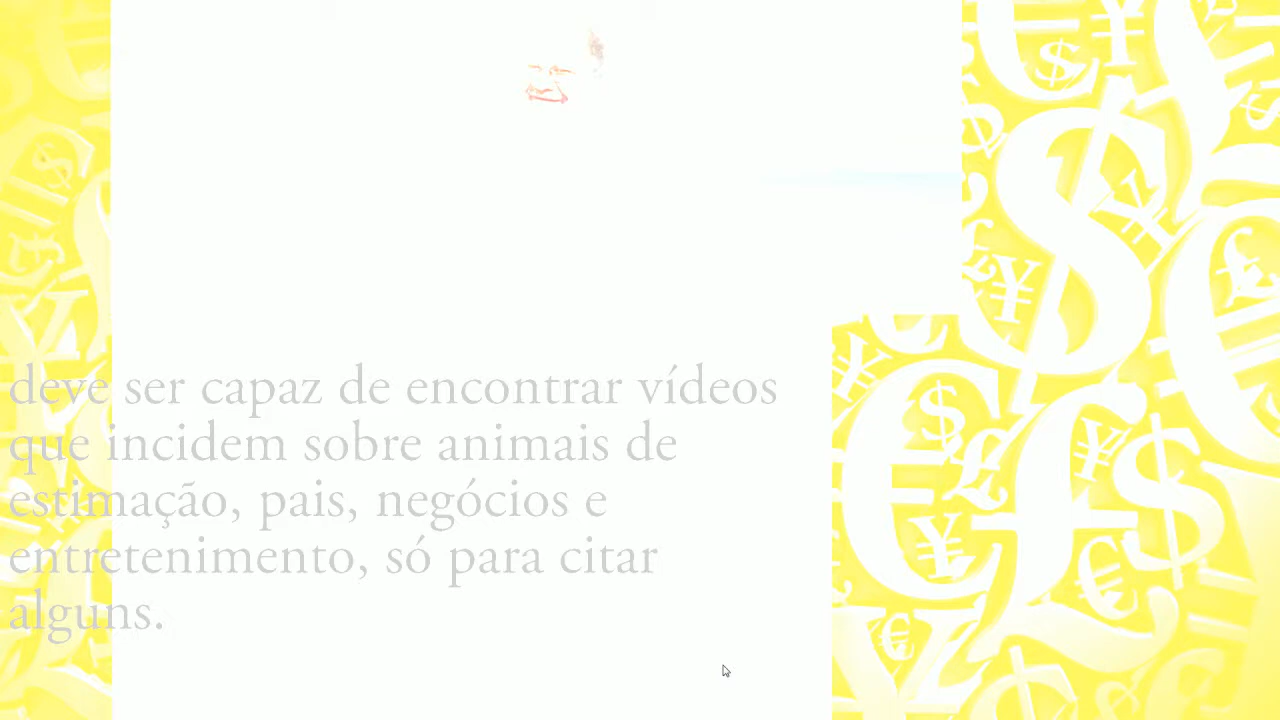 deve ser capaz de encontrar vídeos
que incidem sobre animais de
estimação, pais, negócios e
entretenimento, só para citar
alguns.